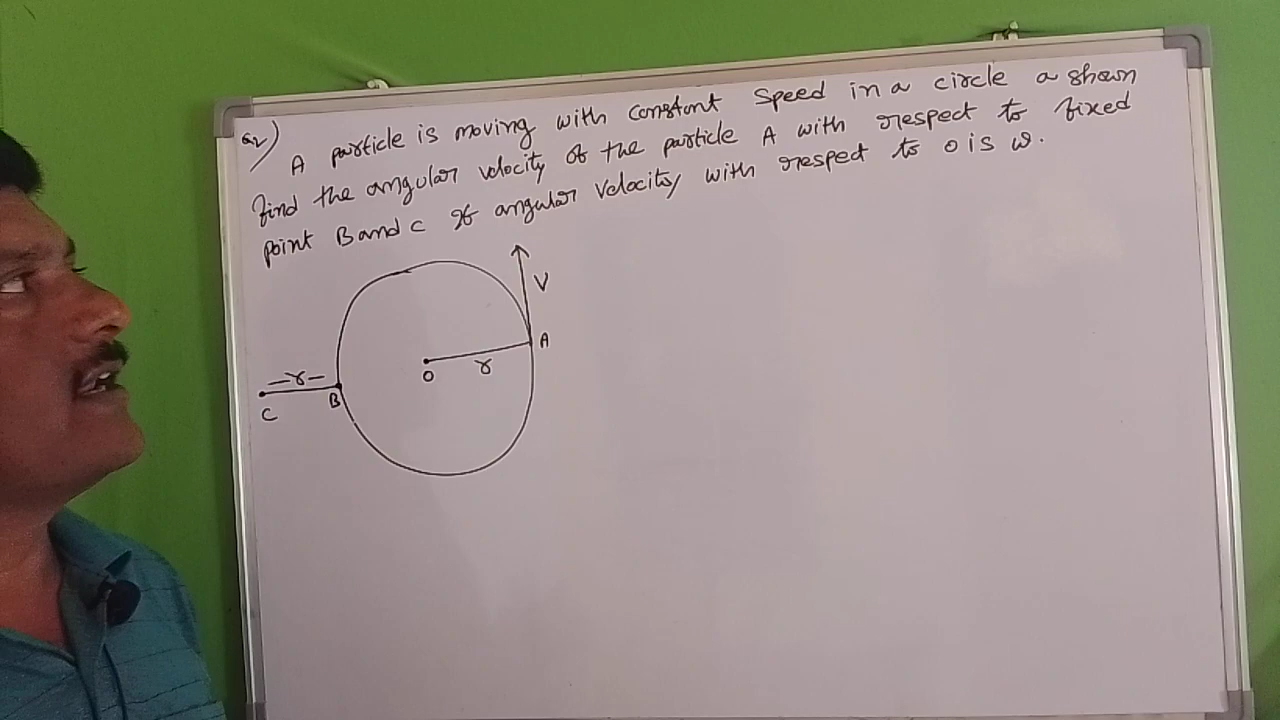 Q2) A particle is moving with constant speed in a circle a shown
find the angular velocity of the particle A with respect to fixed
point B and C If angular velocity with respect to O is ω.
V
A
r
O
-r-
B
C